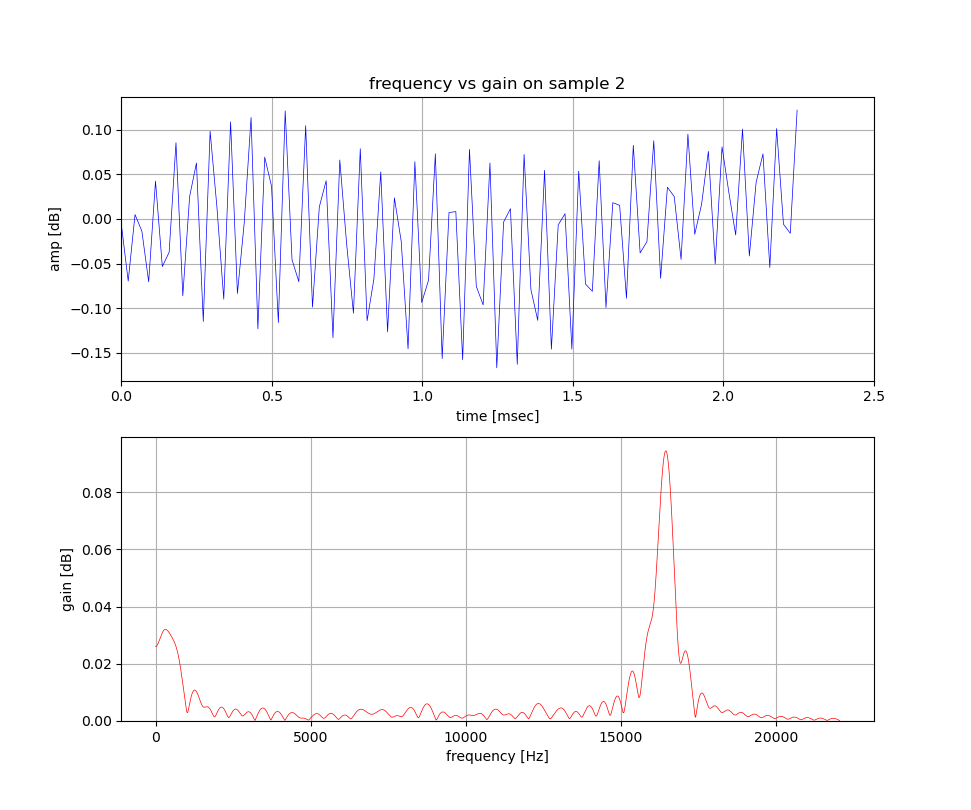 frequency vs gain on sample 2
amp [dB]
0.10
0.05
0.00
−0.05
−0.10
−0.15
0.0 0.5 1.0 1.5 2.0 2.5
time [msec]
gain [dB]
0.08
0.06
0.04
0.02
0.00
0 5000 10000 15000 20000
frequency [Hz]